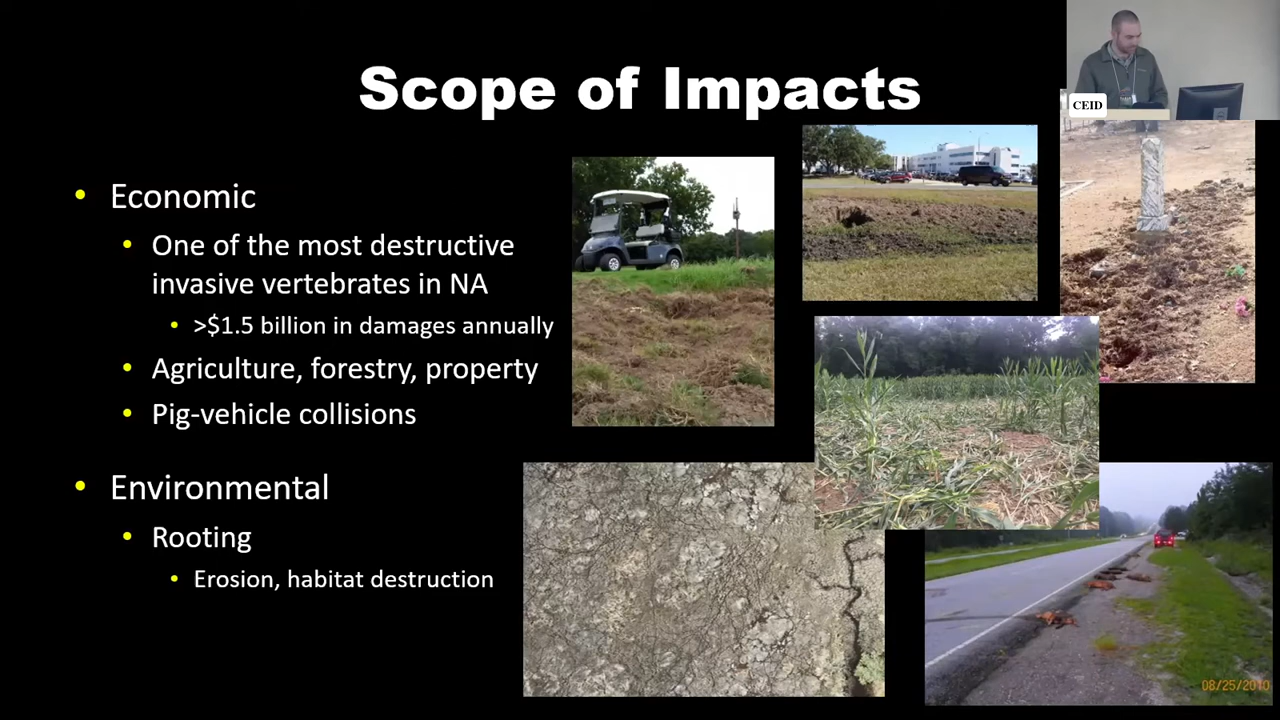 CEID
Scope of Impacts
• Economic
• One of the most destructive
invasive vertebrates in NA
• >$1.5 billion in damages annually
• Agriculture, forestry, property
• Pig-vehicle collisions
• Environmental
• Rooting
• Erosion, habitat destruction
08/25/2010